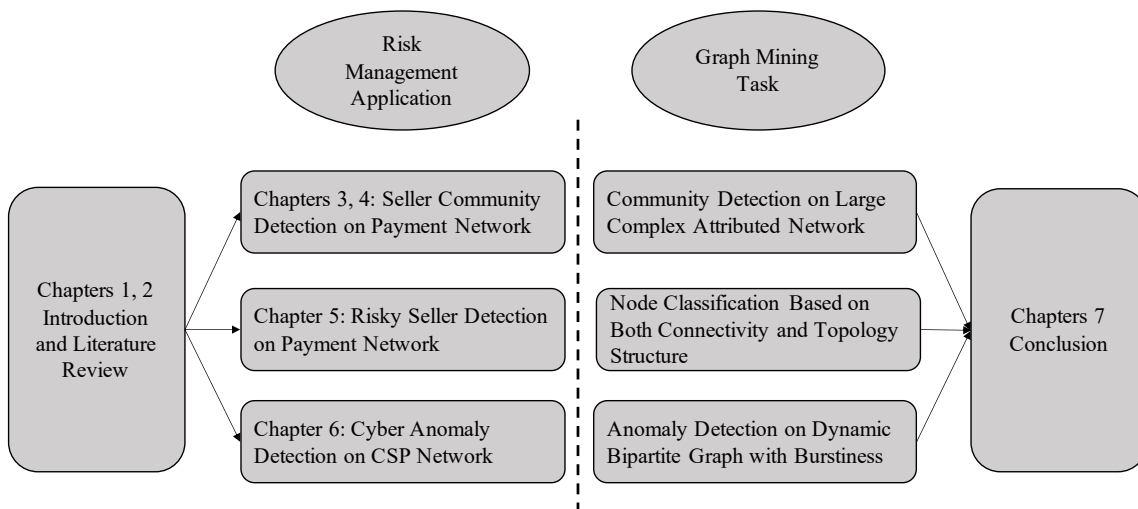 Risk
Management
Application
Graph Mining
Task
Chapters 1, 2
Introduction
and Literature
Review
Chapters 3, 4: Seller Community
Detection on Payment Network
Chapter 5: Risky Seller Detection
on Payment Network
Chapter 6: Cyber Anomaly
Detection on CSP Network
Community Detection on Large
Complex Attributed Network
Node Classification Based on
Both Connectivity and Topology
Structure
Anomaly Detection on Dynamic
Bipartite Graph with Burstiness
Chapters 7
Conclusion